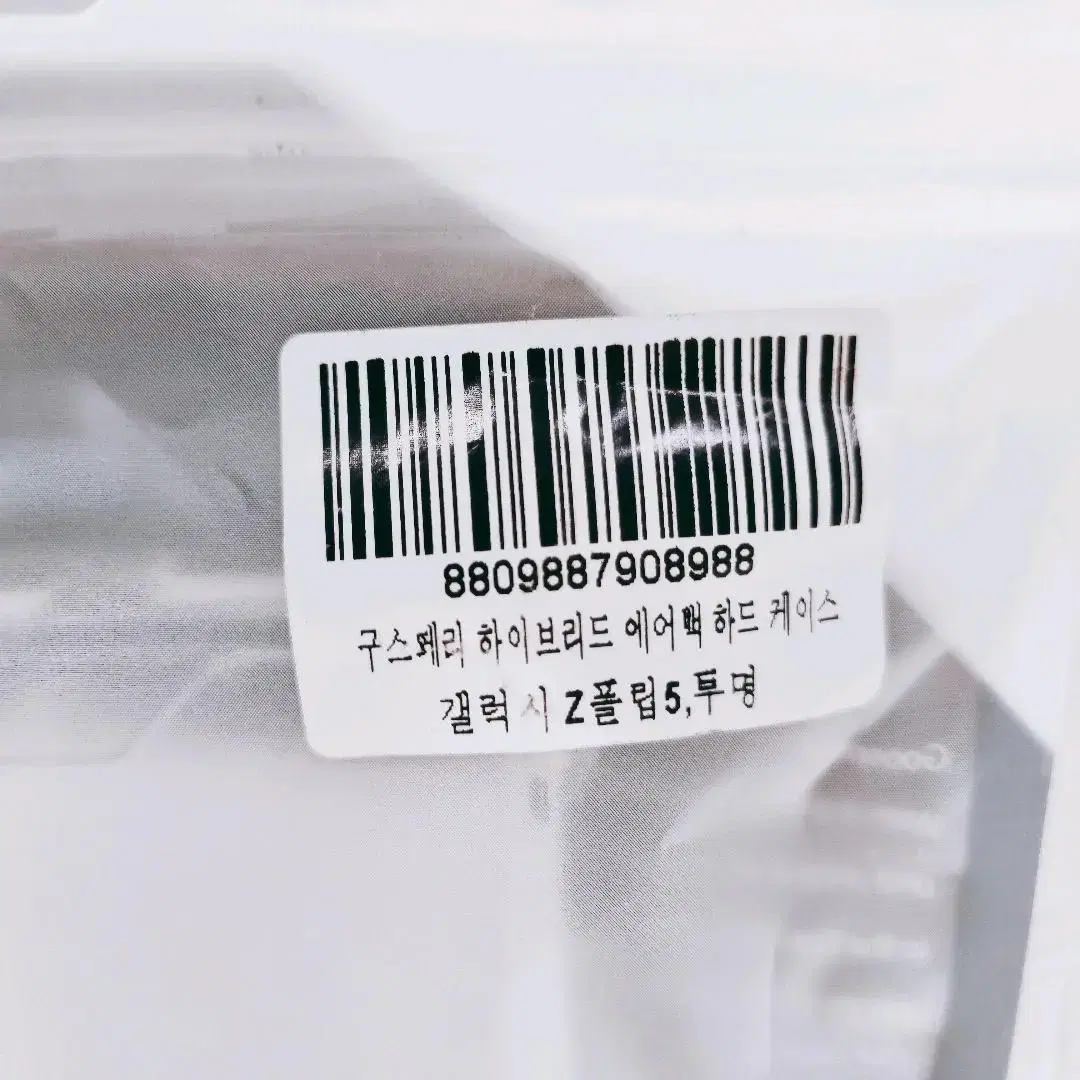 8809887908988
구스페리 하이브리드 에어백 하드 케이스
갤럭시 Z플립5,투명